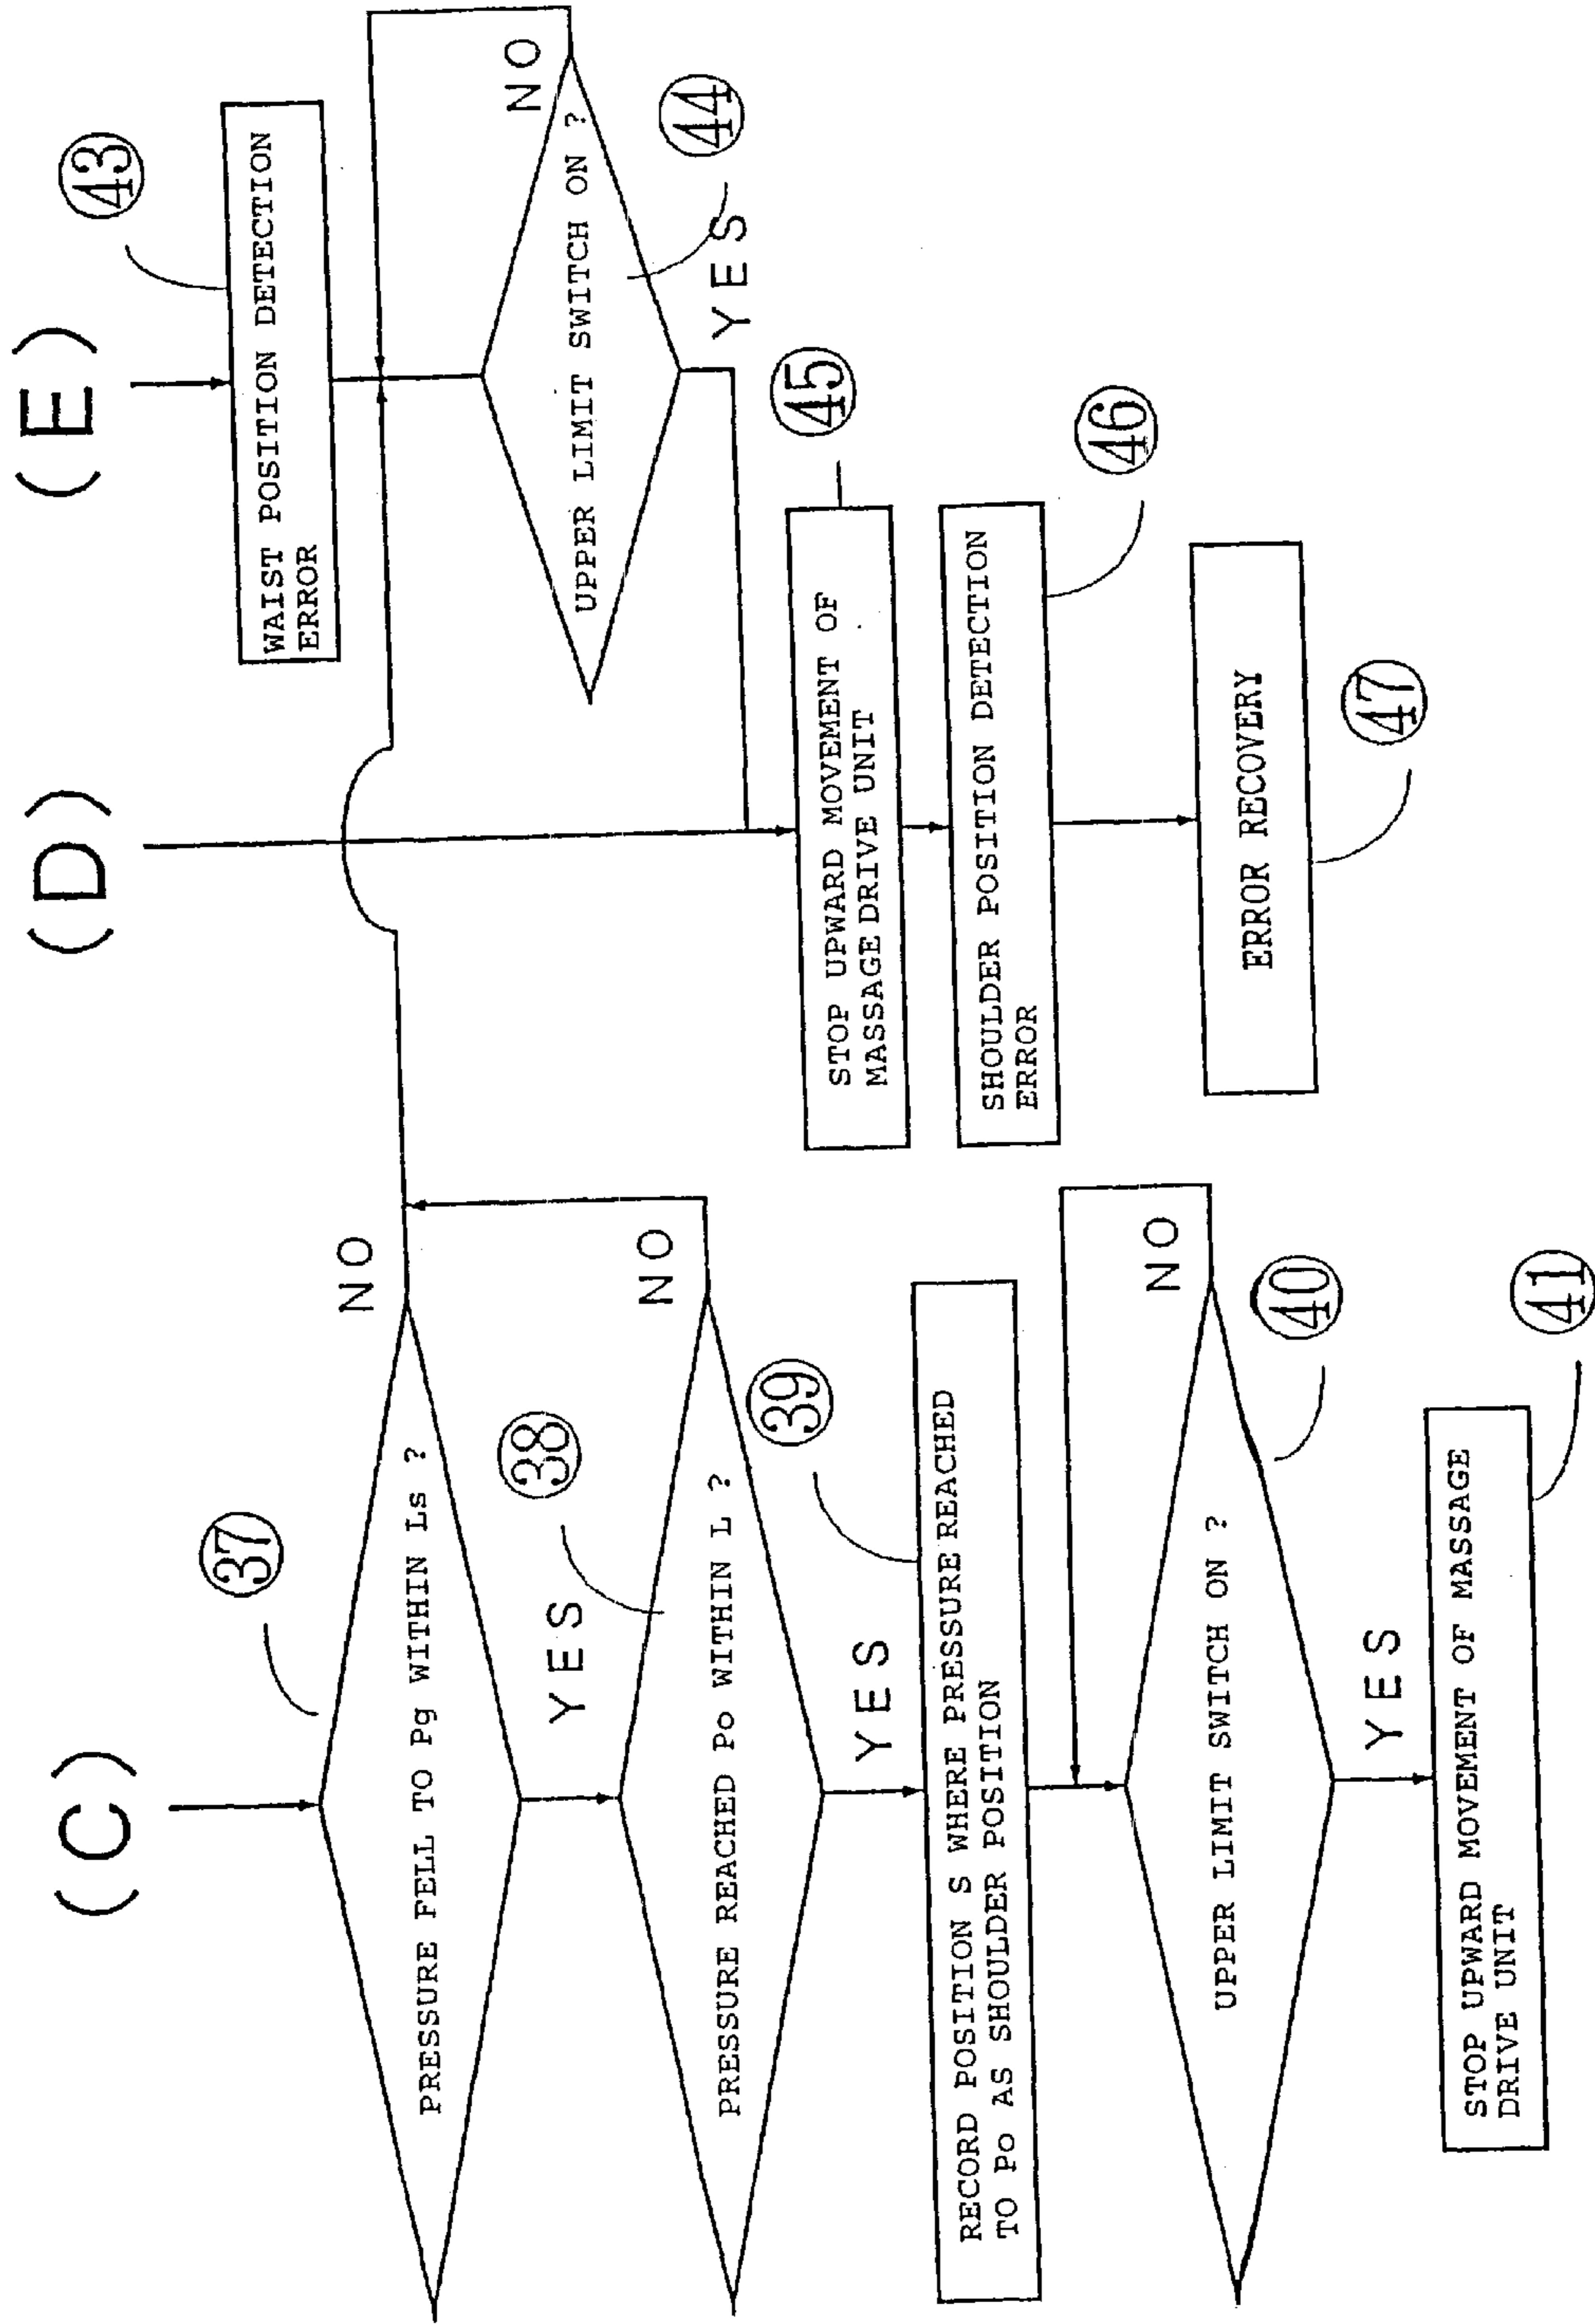 (C)
37
PRESSURE FELL TO Pg WITHIN Ls ?
NO
YES
38
PRESSURE REACHED Po WITHIN L ?
NO
YES
39
RECORD POSITION S WHERE PRESSURE REACHED
TO Po AS SHOULDER POSITION
UPPER LIMIT SWITCH ON ?
NO
40
YES
41
STOP UPWARD MOVEMENT OF MASSAGE
DRIVE UNIT
(D)
(E)
43
WAIST POSITION DETECTION
ERROR
NO
UPPER LIMIT SWITCH ON ?
44
YES
45
STOP UPWARD MOVEMENT OF
MASSAGE DRIVE UNIT
SHOULDER POSITION DETECTION
ERROR
46
ERROR RECOVERY
47